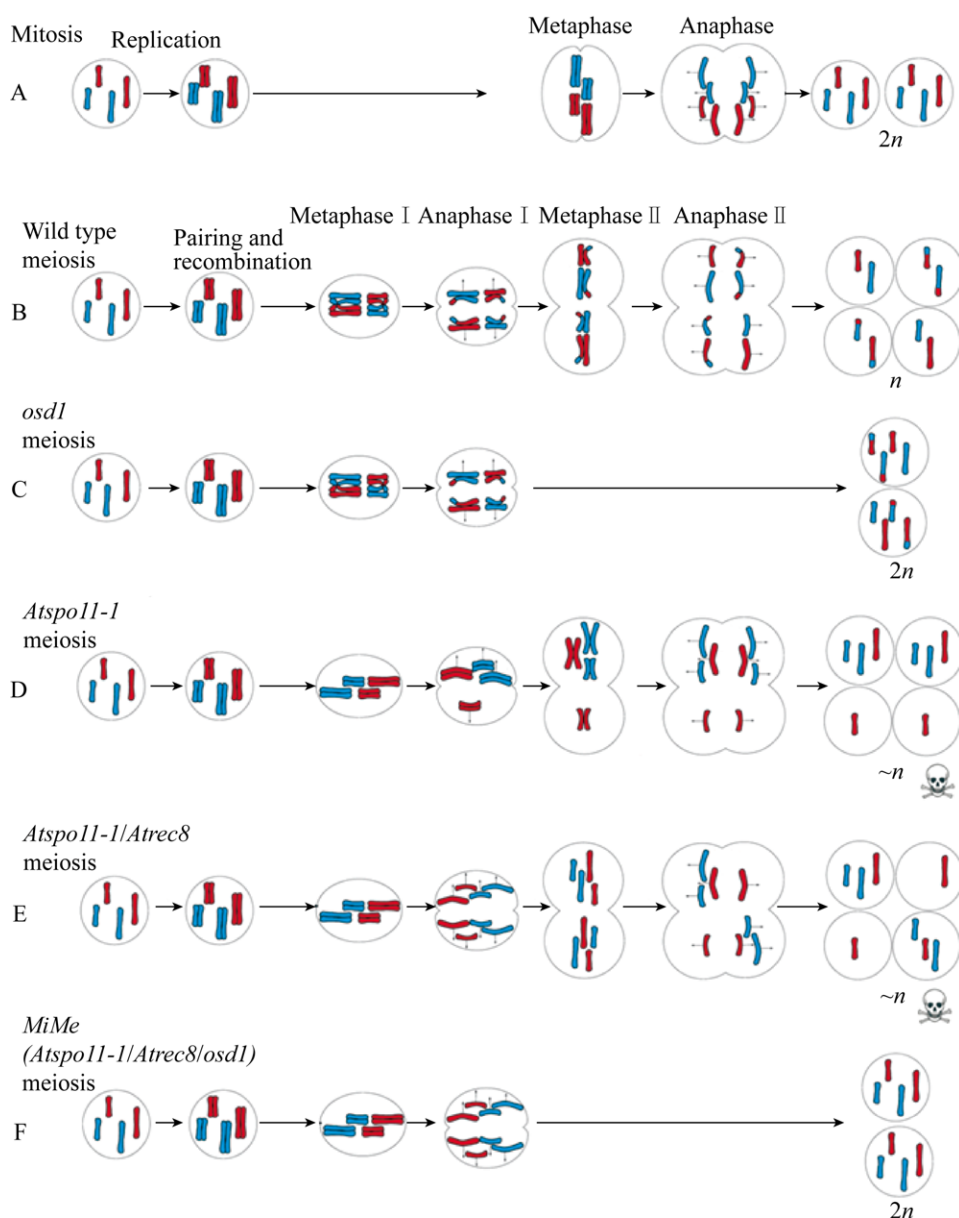 Mitosis
Replication
Metaphase
Anaphase
A
2n
Metaphase Ⅰ
Anaphase Ⅰ
Metaphase Ⅱ
Anaphase Ⅱ
Wild type
meiosis
Pairing and
recombination
B
n
osd1
meiosis
C
2n
Atspo11-1
meiosis
D
~n
Atspo11-1/Atrec8
meiosis
E
~n
MiMe
(Atspo11-1/Atrec8/osd1)
meiosis
F
2n